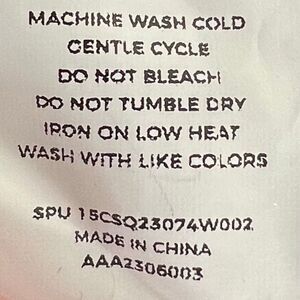 MACHINE WASH COLD
GENTLE CYCLE
DO NOT BLEACH
DO NOT TUMBLE DRY
IRON ON LOW HEAT
WASH WITH LIKE COLORS
SPU 15CSQ23074W002
MADE IN CHINA
AAA2306003